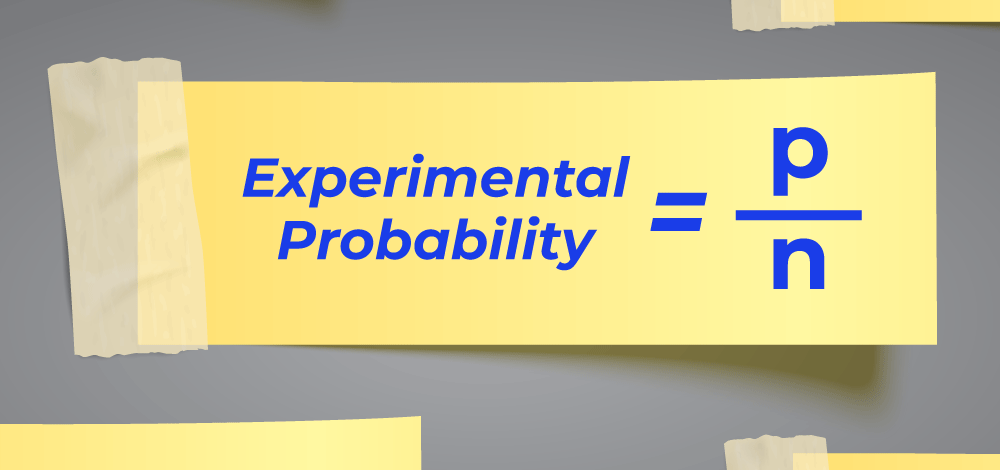 Experimental
Probability
=
p
n